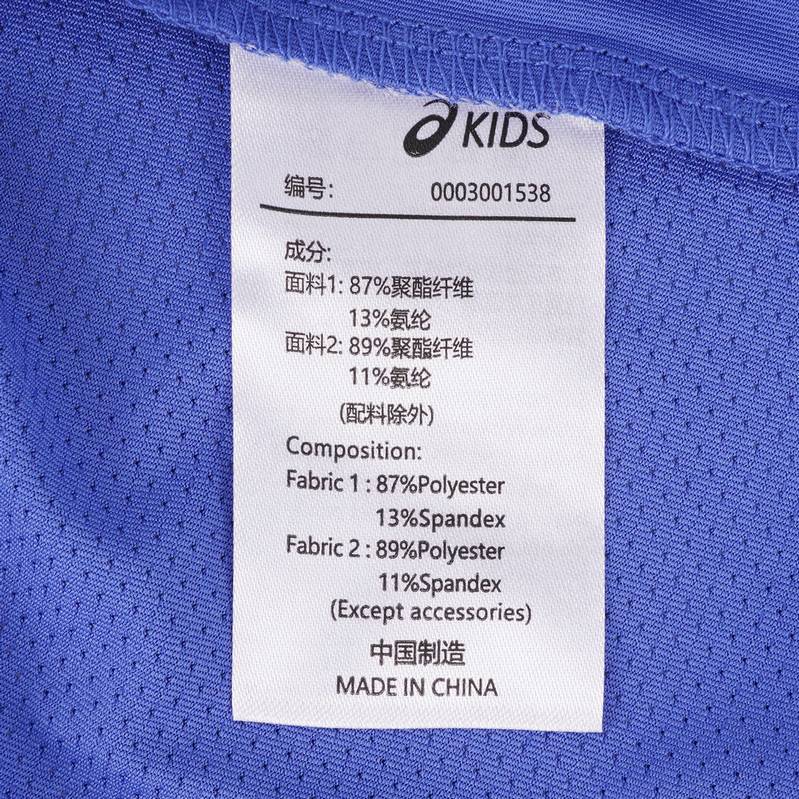 KIDS
编号: 0003001538
成分:
面料1: 87%聚酯纤维
13%氨纶
面料2: 89%聚酯纤维
11%氨纶
(配料除外)
Composition:
Fabric 1 : 87%Polyester
13%Spandex
Fabric 2 : 89%Polyester
11%Spandex
(Except accessories)
中国制造
MADE IN CHINA